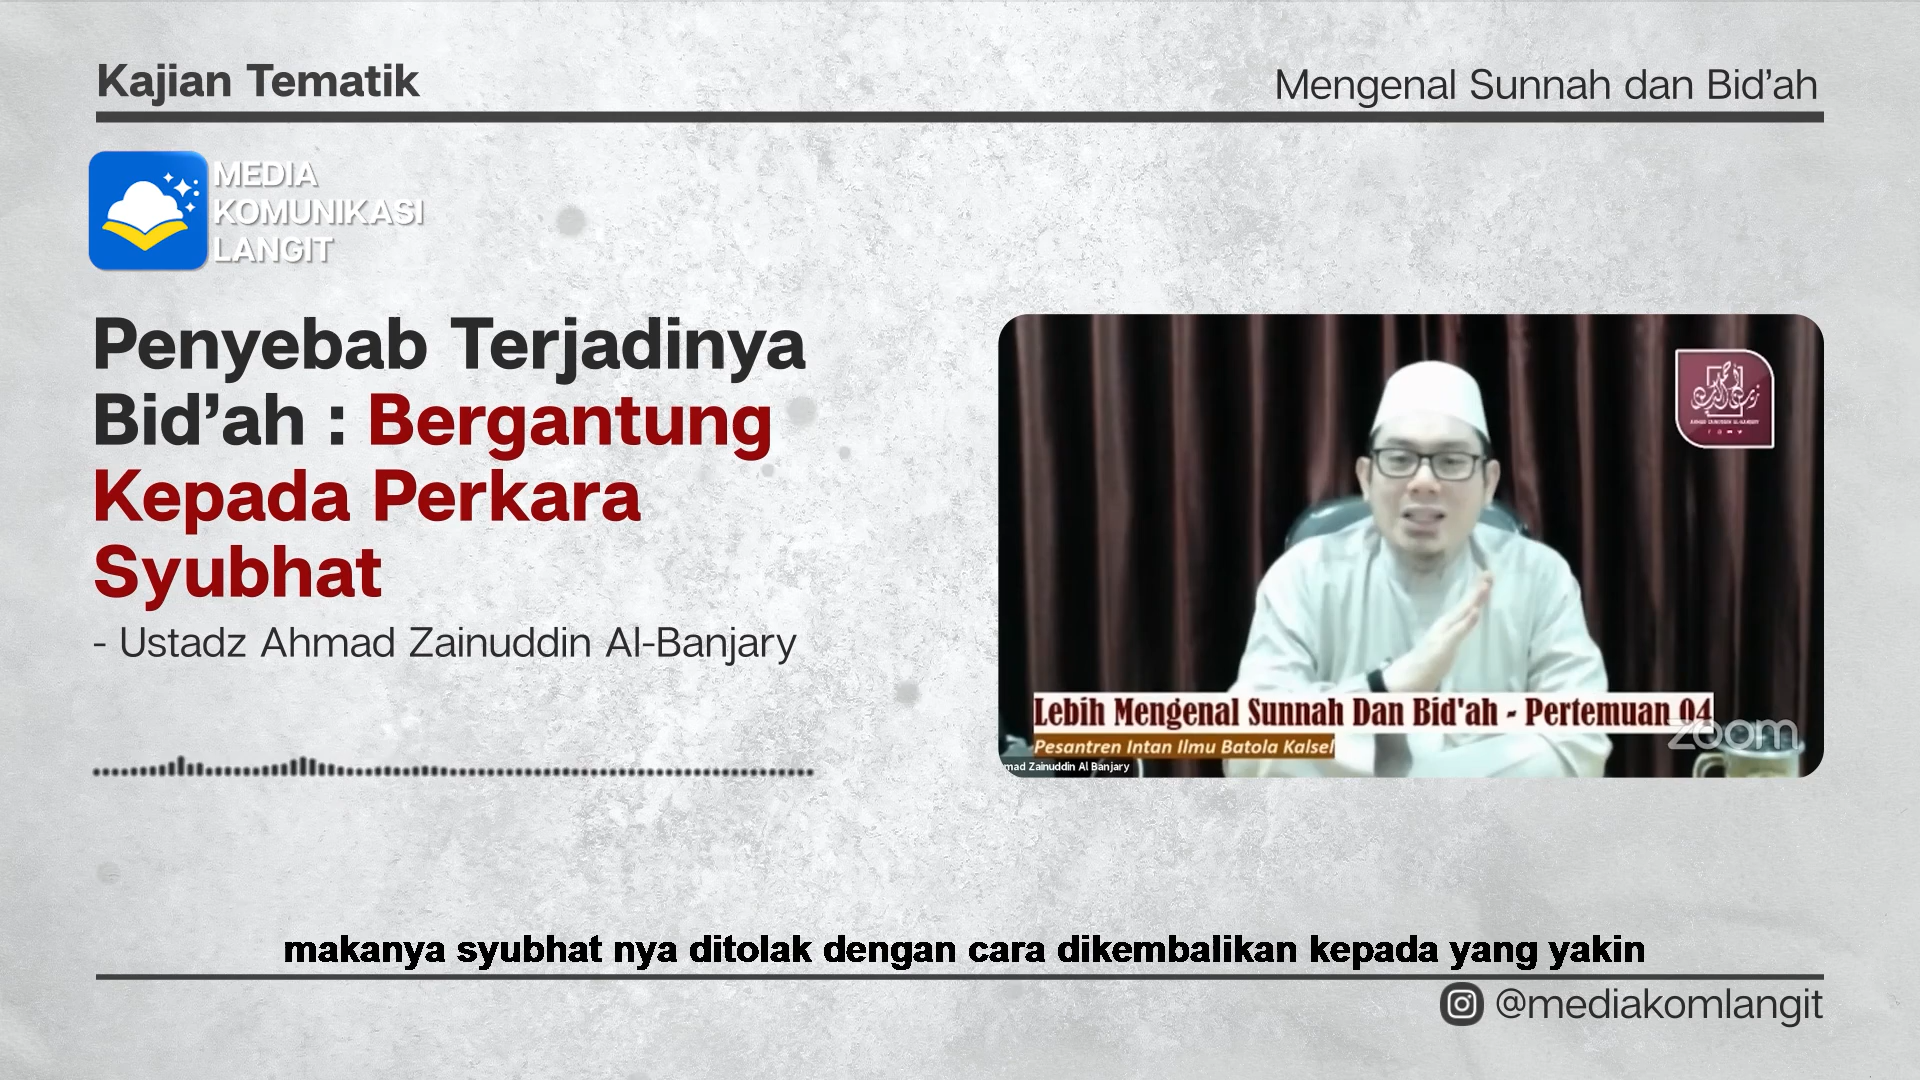 Kajian Tematik
Mengenal Sunnah dan Bid’ah
MEDIA
KOMUNIKASI
LANGIT
Penyebab Terjadinya
Bid’ah : Bergantung
Kepada Perkara
Syubhat
- Ustadz Ahmad Zainuddin Al-Banjary
Lebih Mengenal Sunnah Dan Bid'ah - Pertemuan 04
zoom
Pesantren Intan Ilmu Batola Kalsel
mad Zainuddin Al Banjary
makanya syubhat nya ditolak dengan cara dikembalikan kepada yang yakin
@mediakomlangit